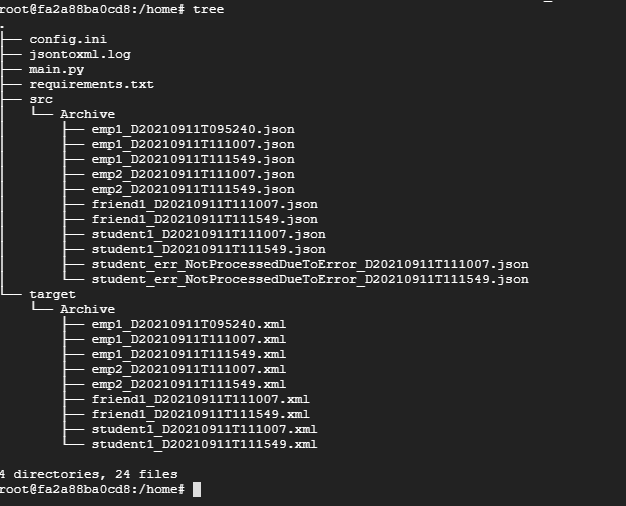 root@fa2a88ba0cd8:/home# tree
.
├── config.ini
├── jsontoxml.log
├── main.py
├── requirements.txt
├── src
│   └── Archive
│       ├── emp1_D20210911T095240.json
│       ├── emp1_D20210911T111007.json
│       ├── emp1_D20210911T111549.json
│       ├── emp2_D20210911T111007.json
│       ├── emp2_D20210911T111549.json
│       ├── friend1_D20210911T111007.json
│       ├── friend1_D20210911T111549.json
│       ├── student1_D20210911T111007.json
│       ├── student1_D20210911T111549.json
│       ├── student_err_NotProcessedDueToError_D20210911T111007.json
│       └── student_err_NotProcessedDueToError_D20210911T111549.json
└── target
    └── Archive
        ├── emp1_D20210911T095240.xml
        ├── emp1_D20210911T111007.xml
        ├── emp1_D20210911T111549.xml
        ├── emp2_D20210911T111007.xml
        ├── emp2_D20210911T111549.xml
        ├── friend1_D20210911T111007.xml
        ├── friend1_D20210911T111549.xml
        ├── student1_D20210911T111007.xml
        └── student1_D20210911T111549.xml
4 directories, 24 files
root@fa2a88ba0cd8:/home#